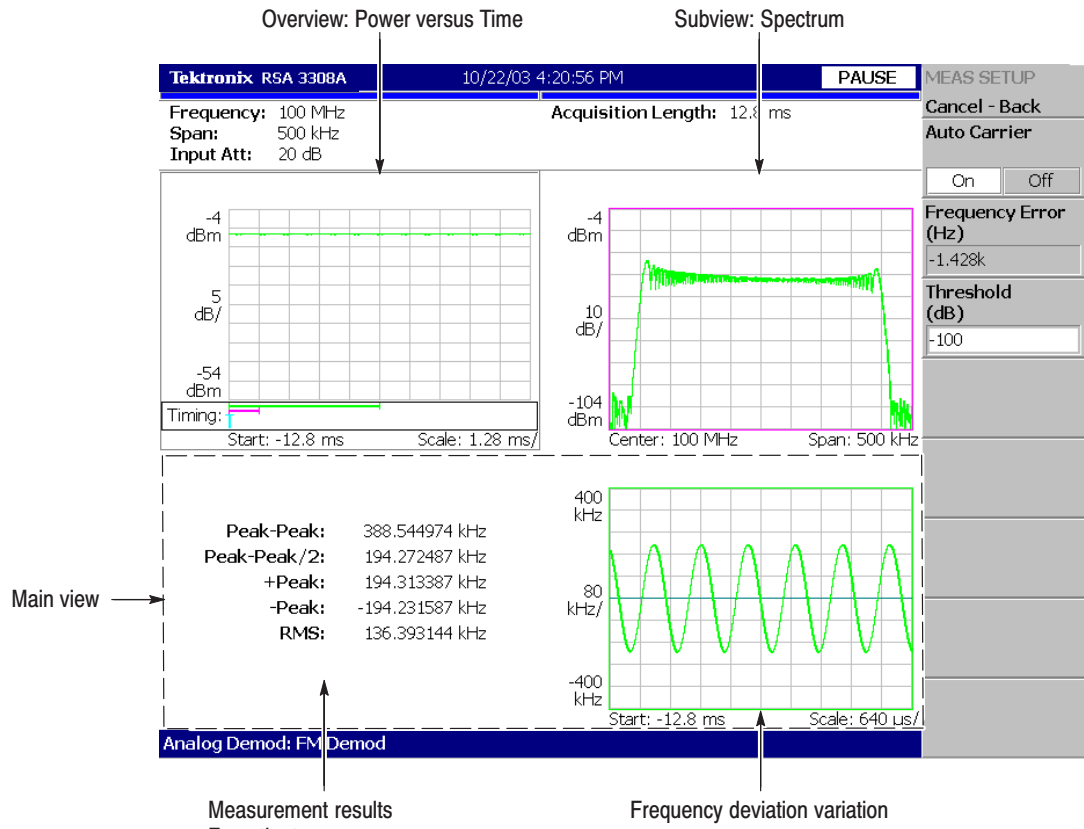 Overview: Power versus Time
Subview: Spectrum
Tektronix RSA 3308A
10/22/03 4:20:56 PM
PAUSE
MEAS SETUP
Frequency: 100 MHz
Span: 500 kHz
Input Att: 20 dB
Acquisition Length: 12.8 ms
Cancel - Back
Auto Carrier
On Off
Frequency Error
(Hz)
-1.428k
Threshold
(dB)
-100
-4
dBm
5
dB/
-54
dBm
Timing:
Start: -12.8 ms Scale: 1.28 ms/
-4
dBm
10
dB/
-104
dBm
Center: 100 MHz Span: 500 kHz
Main view
Peak-Peak: 388.544974 kHz
Peak-Peak/2: 194.272487 kHz
+Peak: 194.313387 kHz
-Peak: -194.231587 kHz
RMS: 136.393144 kHz
400
kHz
80
kHz/
-400
kHz
Start: -12.8 ms Scale: 640 µs/
Analog Demod: FM Demod
Measurement results
Frequency deviation variation